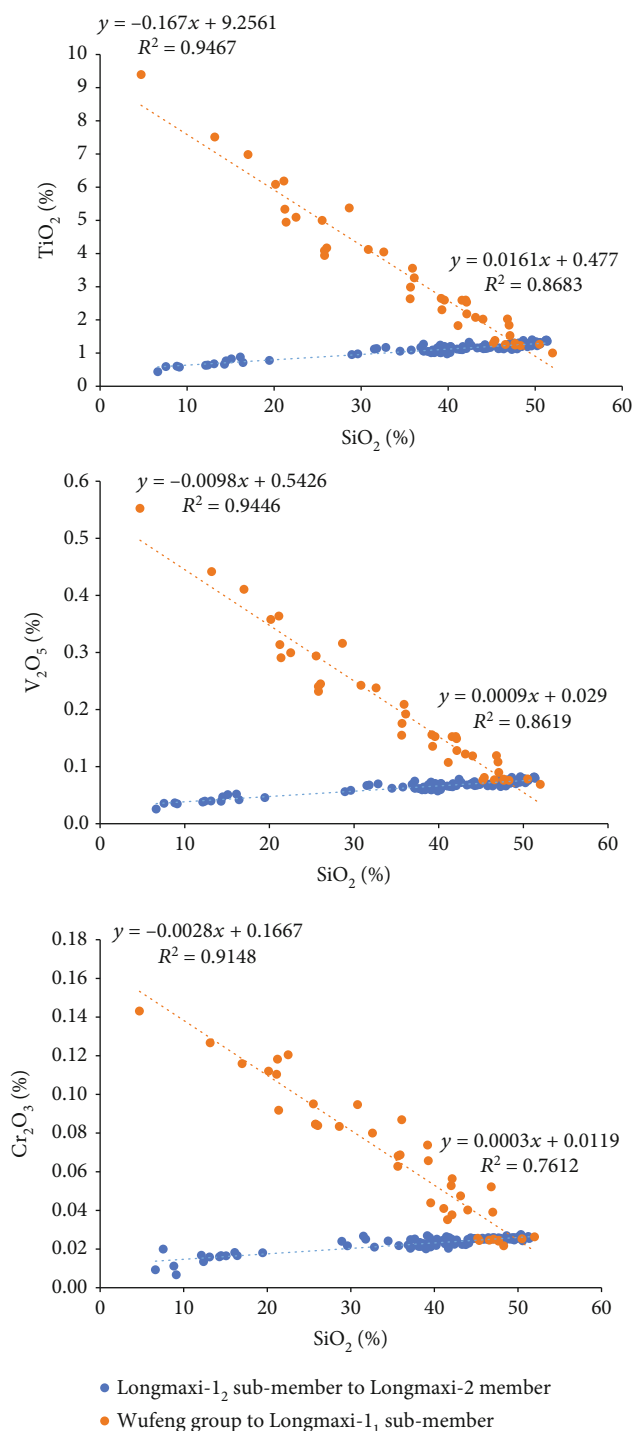 y = –0.167x + 9.2561
R² = 0.9467
10
9
8
7
6
5
4
3
2
1
0
TiO₂ (%)
y = 0.0161x + 0.477
R² = 0.8683
0 10 20 30 40 50 60
SiO₂ (%)
y = –0.0098x + 0.5426
R² = 0.9446
0.6
0.5
0.4
0.3
0.2
0.1
0.0
V₂O₅ (%)
y = 0.0009x + 0.029
R² = 0.8619
0 10 20 30 40 50 60
SiO₂ (%)
y = –0.0028x + 0.1667
R² = 0.9148
0.18
0.16
0.14
0.12
0.10
0.08
0.06
0.04
0.02
0.00
Cr₂O₃ (%)
y = 0.0003x + 0.0119
R² = 0.7612
0 10 20 30 40 50 60
SiO₂ (%)
Longmaxi-1₂ sub-member to Longmaxi-2 member
Wufeng group to Longmaxi-1₁ sub-member